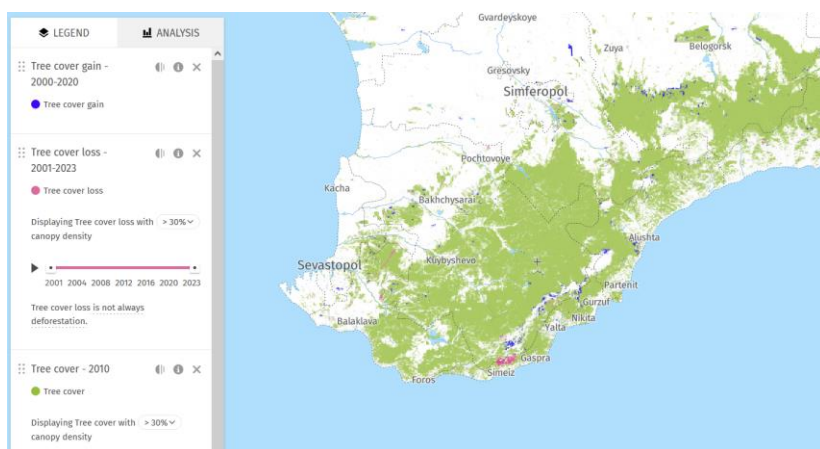 LEGEND
ANALYSIS
Tree cover gain -
2000-2020
Tree cover gain
Tree cover loss -
2001-2023
Tree cover loss
Displaying Tree cover loss with > 30%
canopy density
2001 2004 2008 2012 2016 2020 2023
Tree cover loss is not always
deforestation.
Tree cover - 2010
Tree cover
Displaying Tree cover with > 30%
canopy density
Gvardeyskoye
Zuya
Belogorsk
Gresovsky
Simferopol
Pochtovoye
Kacha
Bakhchysarai
Alushta
Sevastopol
Kuybyshevo
Partenit
Gurzuf
Nikita
Balaklava
Yalta
Gaspra
Simeiz
Foros